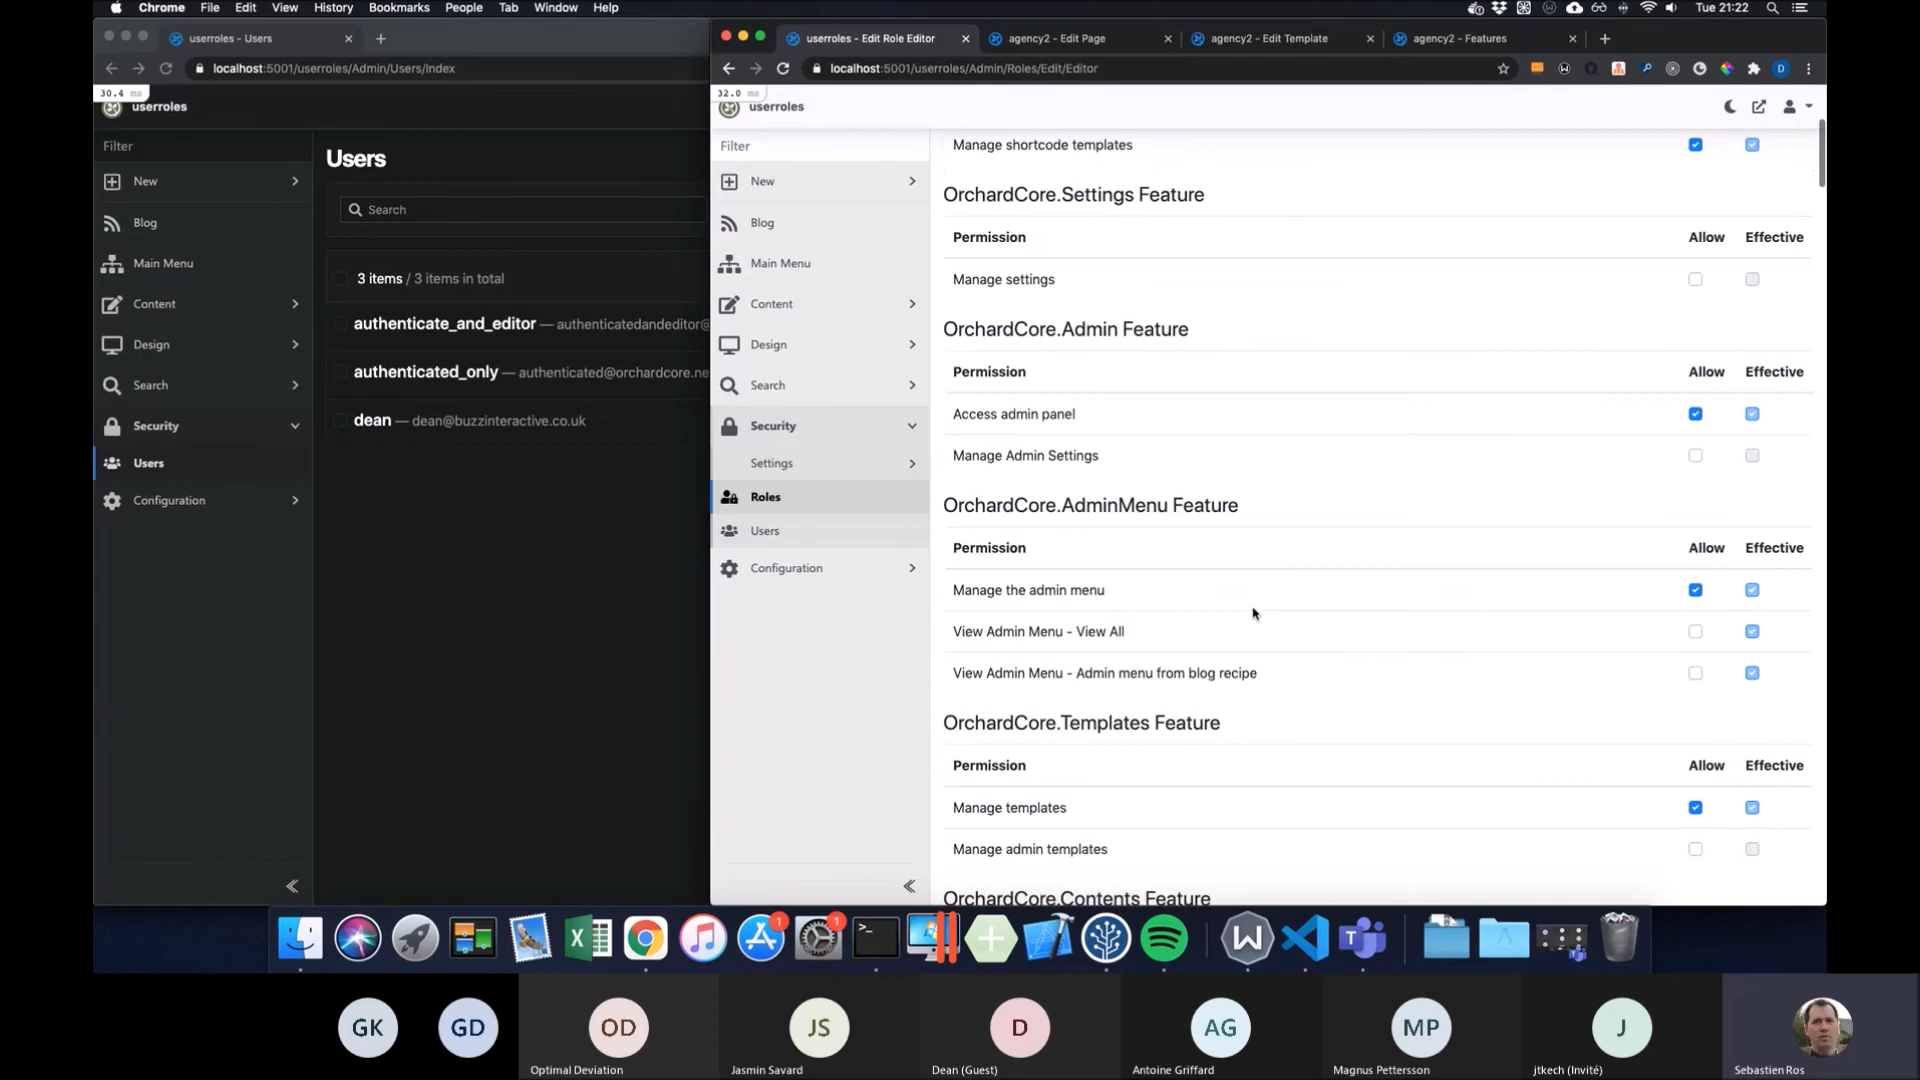 Chrome File Edit View History Bookmarks People Tab Window Help
Tue 21:22
userroles - Users
localhost:5001/userroles/Admin/Users/Index
30.4 ms
userroles
Filter
New
Blog
Main Menu
Content
Design
Search
Security
Users
Configuration
Users
Search
3 items / 3 items in total
authenticate_and_editor — authenticatedandeditor@
authenticated_only — authenticated@orchardcore.ne
dean — dean@buzzinteractive.co.uk
userroles - Edit Role Editor
agency2 - Edit Page
agency2 - Edit Template
agency2 - Features
localhost:5001/userroles/Admin/Roles/Edit/Editor
D
32.0 ms
userroles
Filter
New
Blog
Main Menu
Content
Design
Search
Security
Settings
Roles
Users
Configuration
Manage shortcode templates
OrchardCore.Settings Feature
Permission Allow Effective
Manage settings
OrchardCore.Admin Feature
Permission Allow Effective
Access admin panel
Manage Admin Settings
OrchardCore.AdminMenu Feature
Permission Allow Effective
Manage the admin menu
View Admin Menu - View All
View Admin Menu - Admin menu from blog recipe
OrchardCore.Templates Feature
Permission Allow Effective
Manage templates
Manage admin templates
OrchardCore.Contents Feature
1
1
W
GK
GD
OD
JS
D
AG
MP
J
Optimal Deviation
Jasmin Savard
Dean (Guest)
Antoine Griffard
Magnus Pettersson
jtkech (Invité)
Sebastien Ros